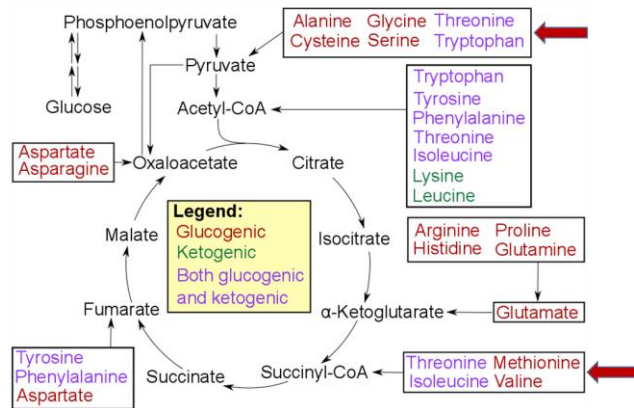 Phosphoenolpyruvate
Alanine Glycine Threonine
Cysteine Serine Tryptophan
Pyruvate
Glucose
Acetyl-CoA
Tryptophan
Tyrosine
Phenylalanine
Threonine
Isoleucine
Lysine
Leucine
Aspartate
Asparagine
Oxaloacetate
Citrate
Legend:
Glucogenic
Ketogenic
Both glucogenic
and ketogenic
Malate
Isocitrate
Arginine Proline
Histidine Glutamine
Fumarate
α-Ketoglutarate
Glutamate
Tyrosine
Phenylalanine
Aspartate
Succinate
Succinyl-CoA
Threonine Methionine
Isoleucine Valine